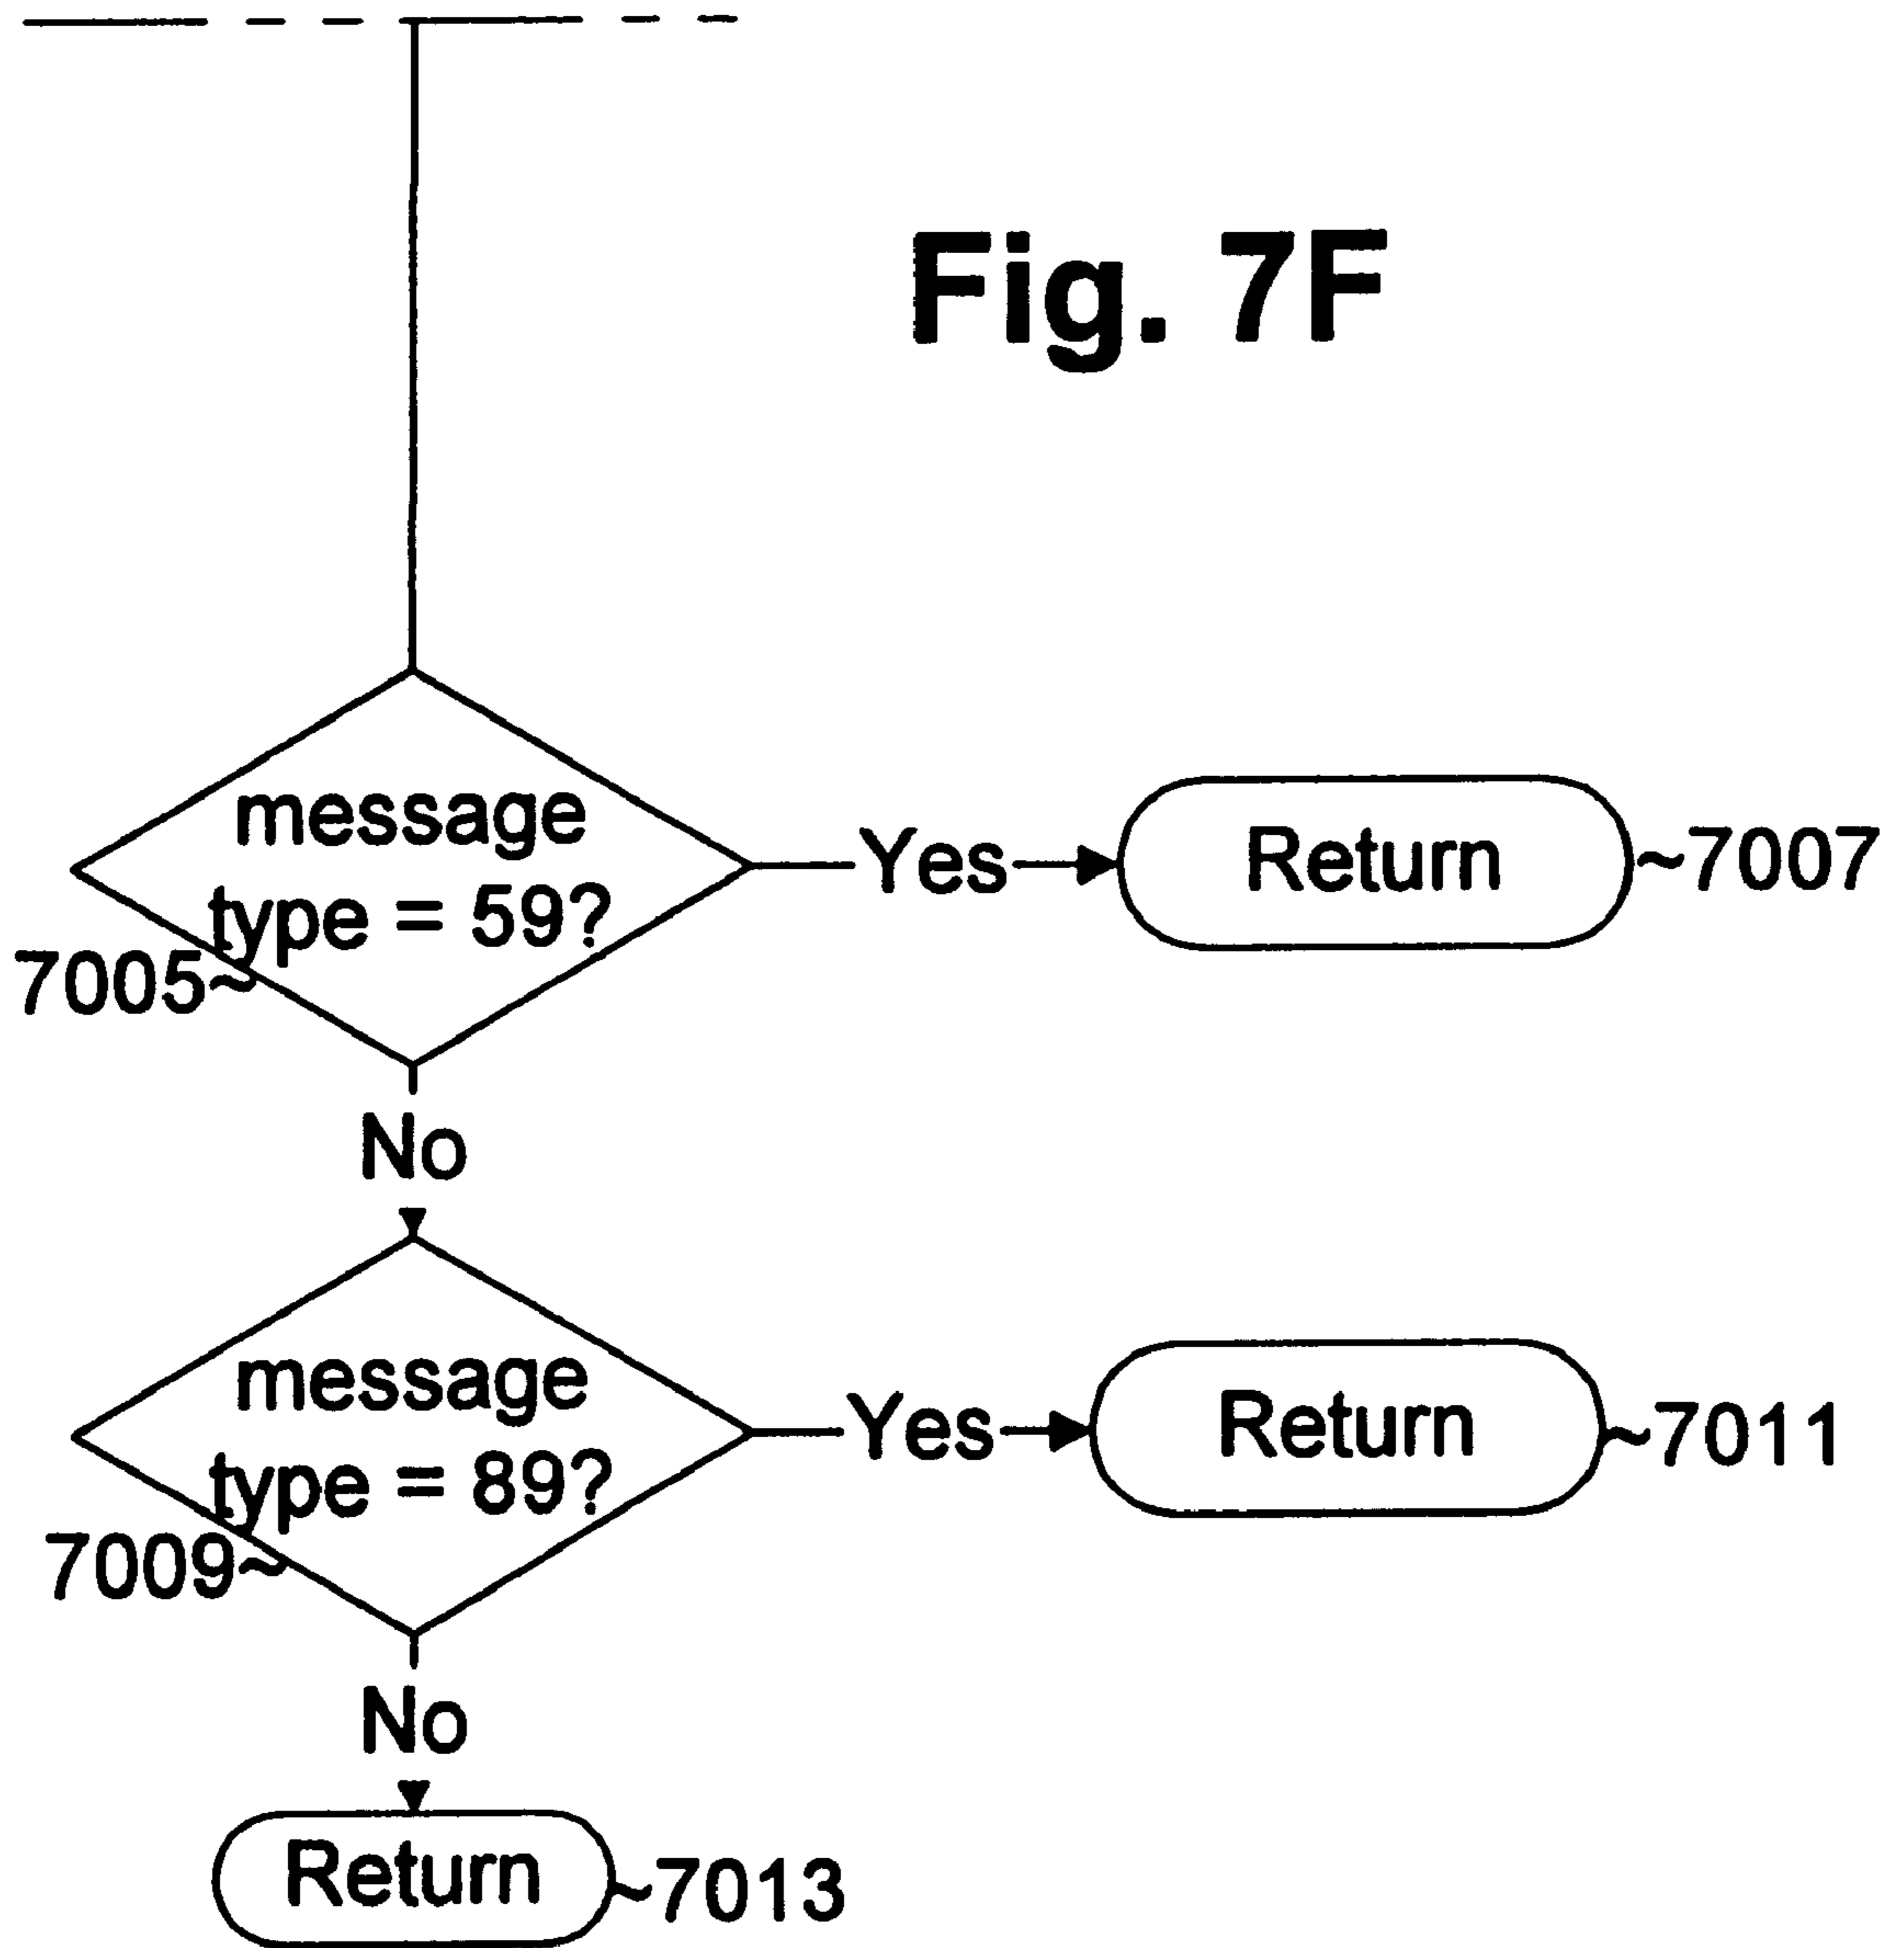 Fig. 7F
message
type = 59?
7005
Yes
Return
7007
No
message
type = 89?
7009
Yes
Return
7011
No
Return
7013